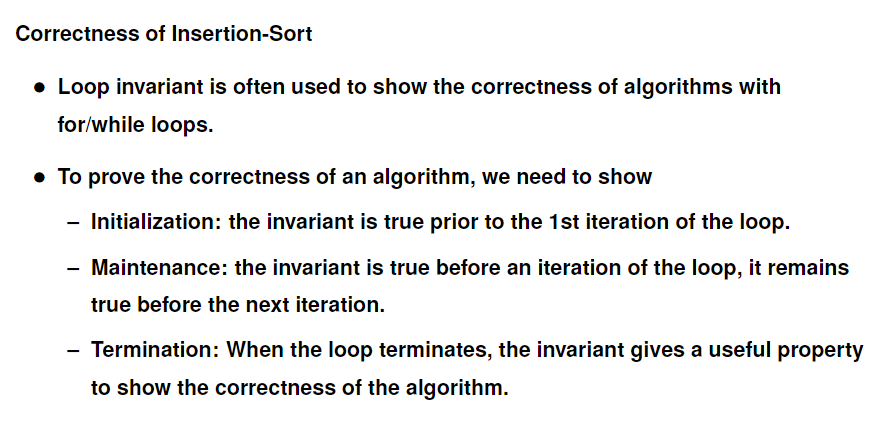 Correctness of Insertion-Sort
● Loop invariant is often used to show the correctness of algorithms with
for/while loops.
● To prove the correctness of an algorithm, we need to show
– Initialization: the invariant is true prior to the 1st iteration of the loop.
– Maintenance: the invariant is true before an iteration of the loop, it remains
true before the next iteration.
– Termination: When the loop terminates, the invariant gives a useful property
to show the correctness of the algorithm.